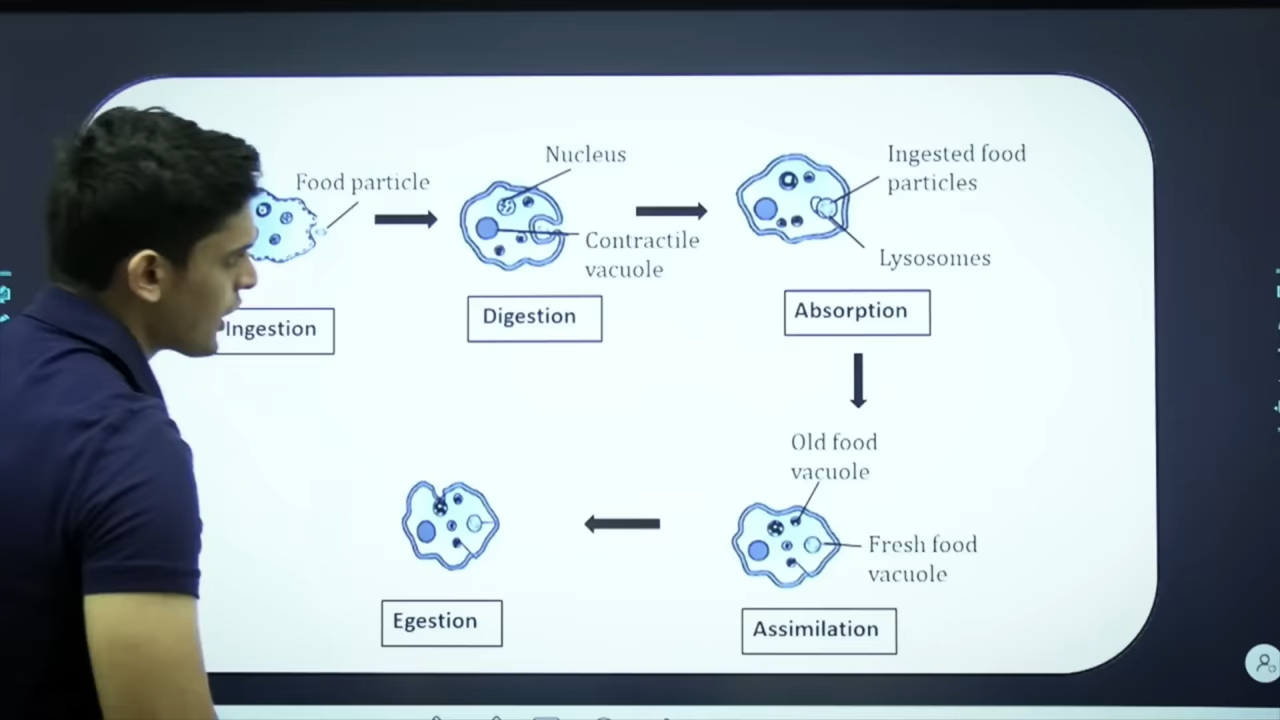 Food particle
Nucleus
Contractile
vacuole
Ingested food
particles
Lysosomes
Ingestion
Digestion
Absorption
Old food
vacuole
Fresh food
vacuole
Egestion
Assimilation